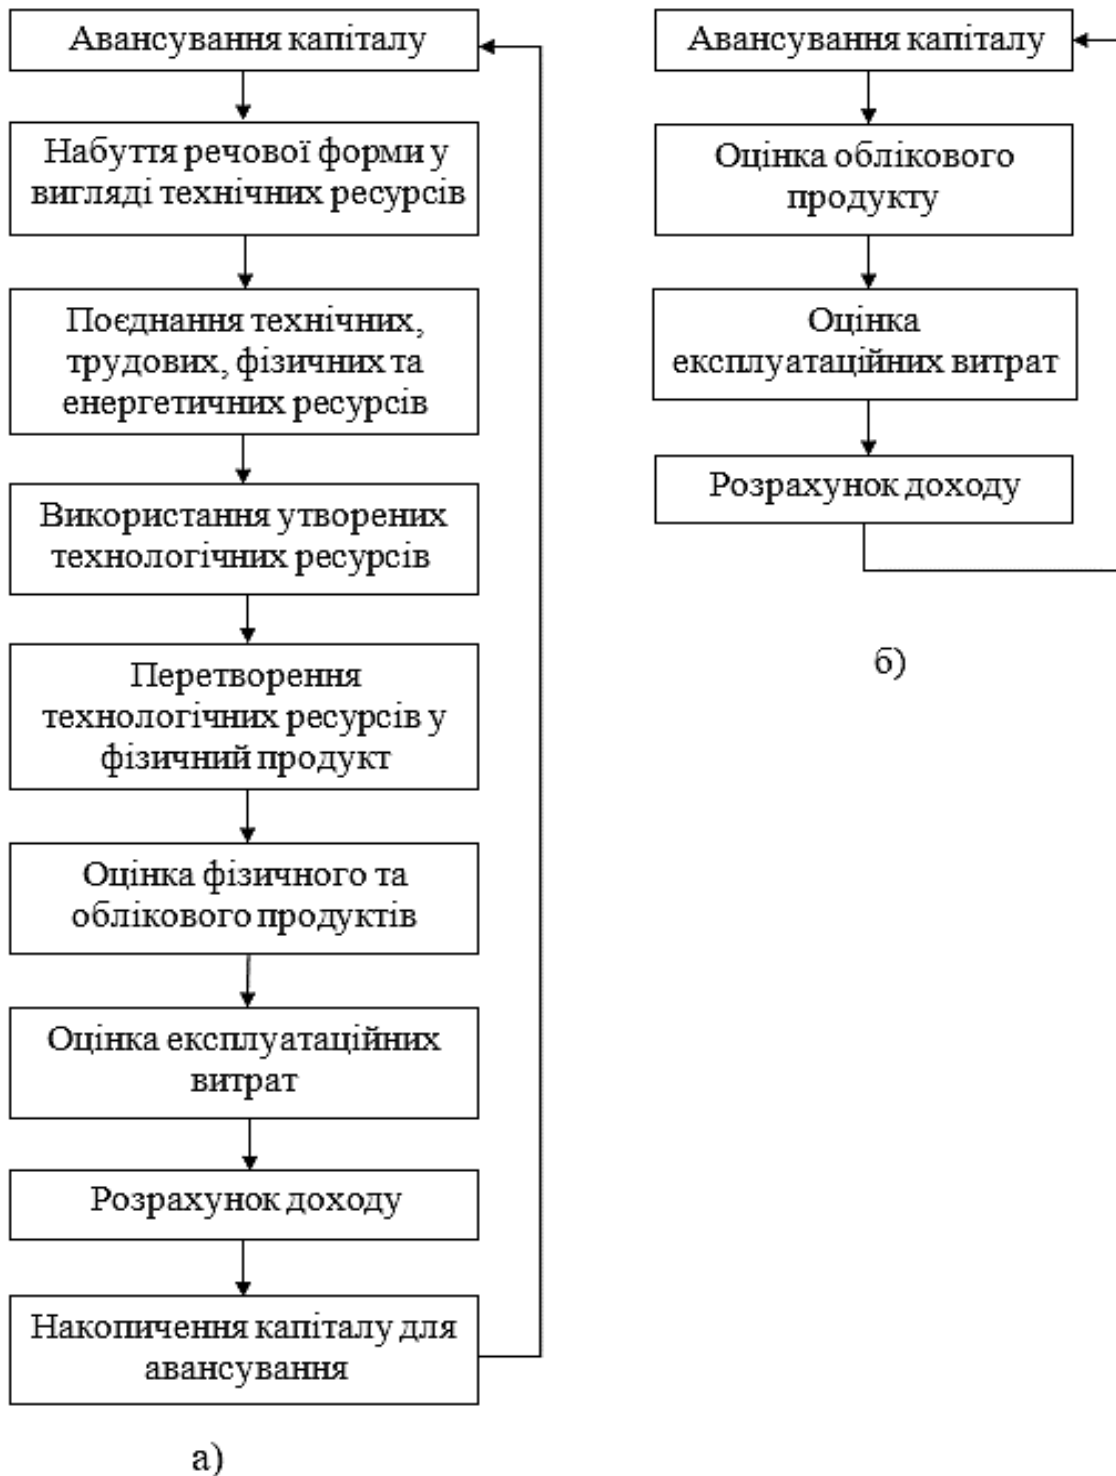 Авансування капіталу
Набуття речової форми у
вигляді технічних ресурсів
Поєднання технічних,
трудових, фізичних та
енергетичних ресурсів
Використання утворених
технологічних ресурсів
Перетворення
технологічних ресурсів у
фізичний продукт
Оцінка фізичного та
облікового продуктів
Оцінка експлуатаційних
витрат
Розрахунок доходу
Накопичення капіталу для
авансування
а)
Авансування капіталу
Оцінка облікового
продукту
Оцінка
експлуатаційних витрат
Розрахунок доходу
б)